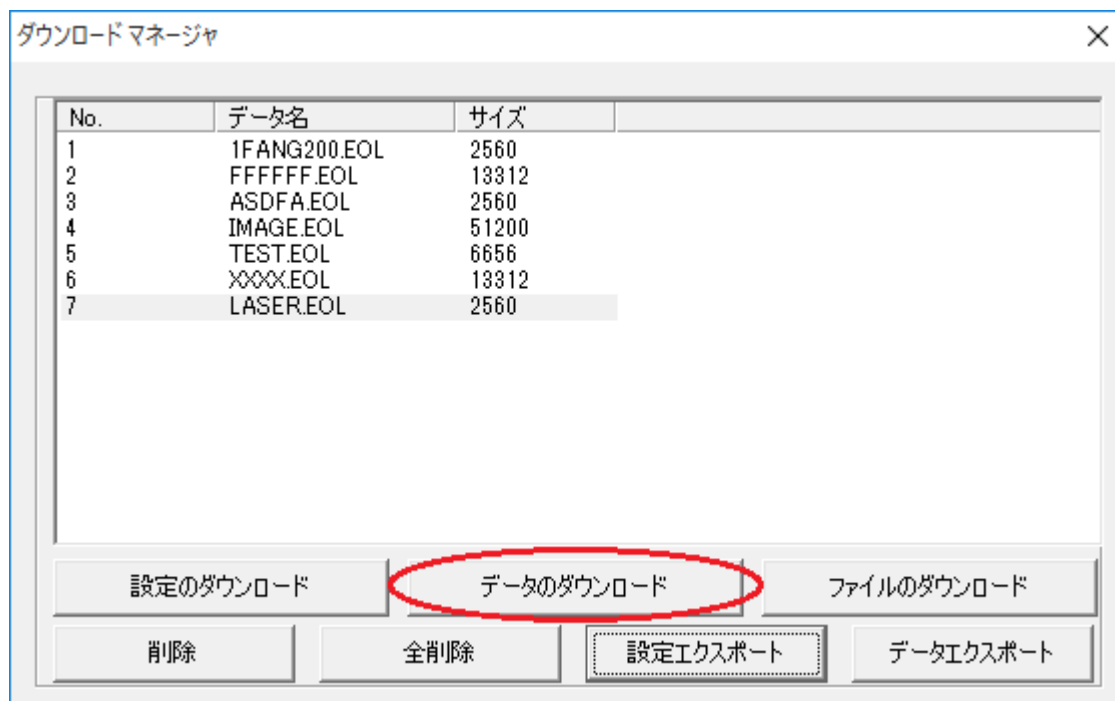 ダウンロード マネージャ
No. データ名 サイズ
1 1FANG200.EOL 2560
2 FFFFFF.EOL 13312
3 ASDFA.EOL 2560
4 IMAGE.EOL 51200
5 TEST.EOL 6656
6 XXXX.EOL 13312
7 LASER.EOL 2560
設定のダウンロード データのダウンロード ファイルのダウンロード
削除 全削除 設定エクスポート データエクスポート